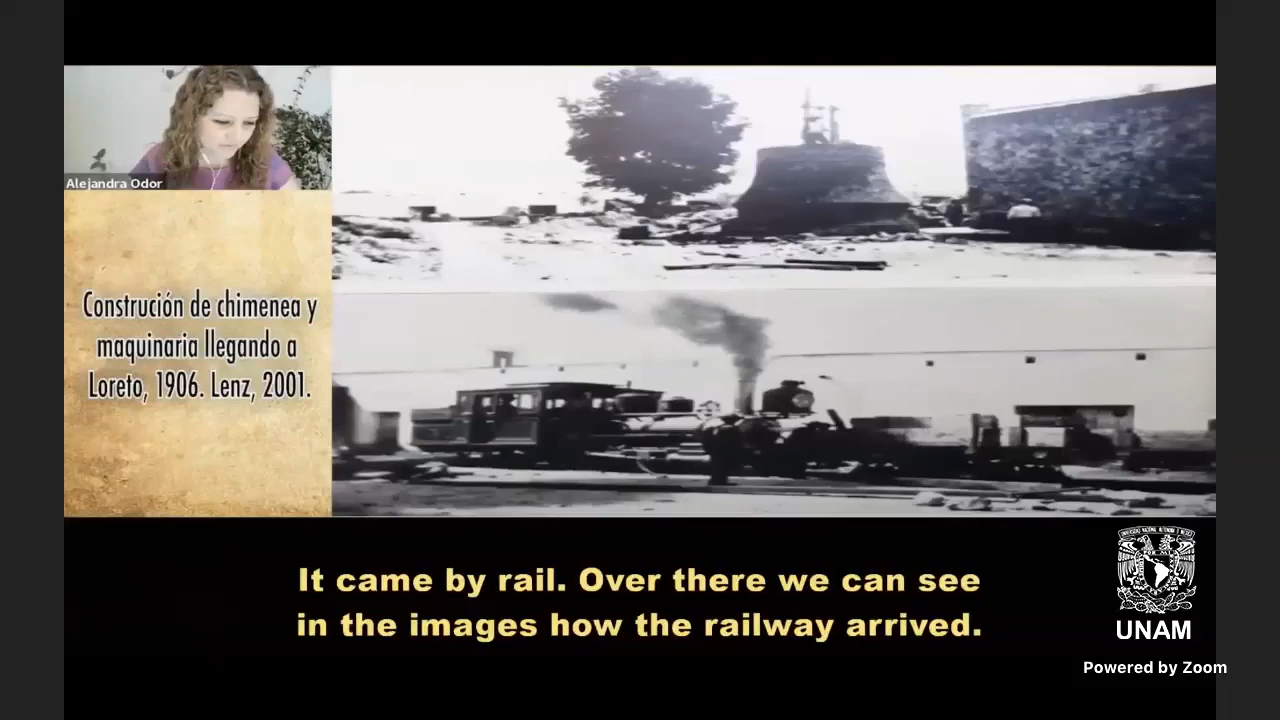 Alejandra Odor
Construción de chimenea y
maquinaria llegando a
Loreto, 1906. Lenz, 2001.
It came by rail. Over there we can see
in the images how the railway arrived.
UNAM
Powered by Zoom